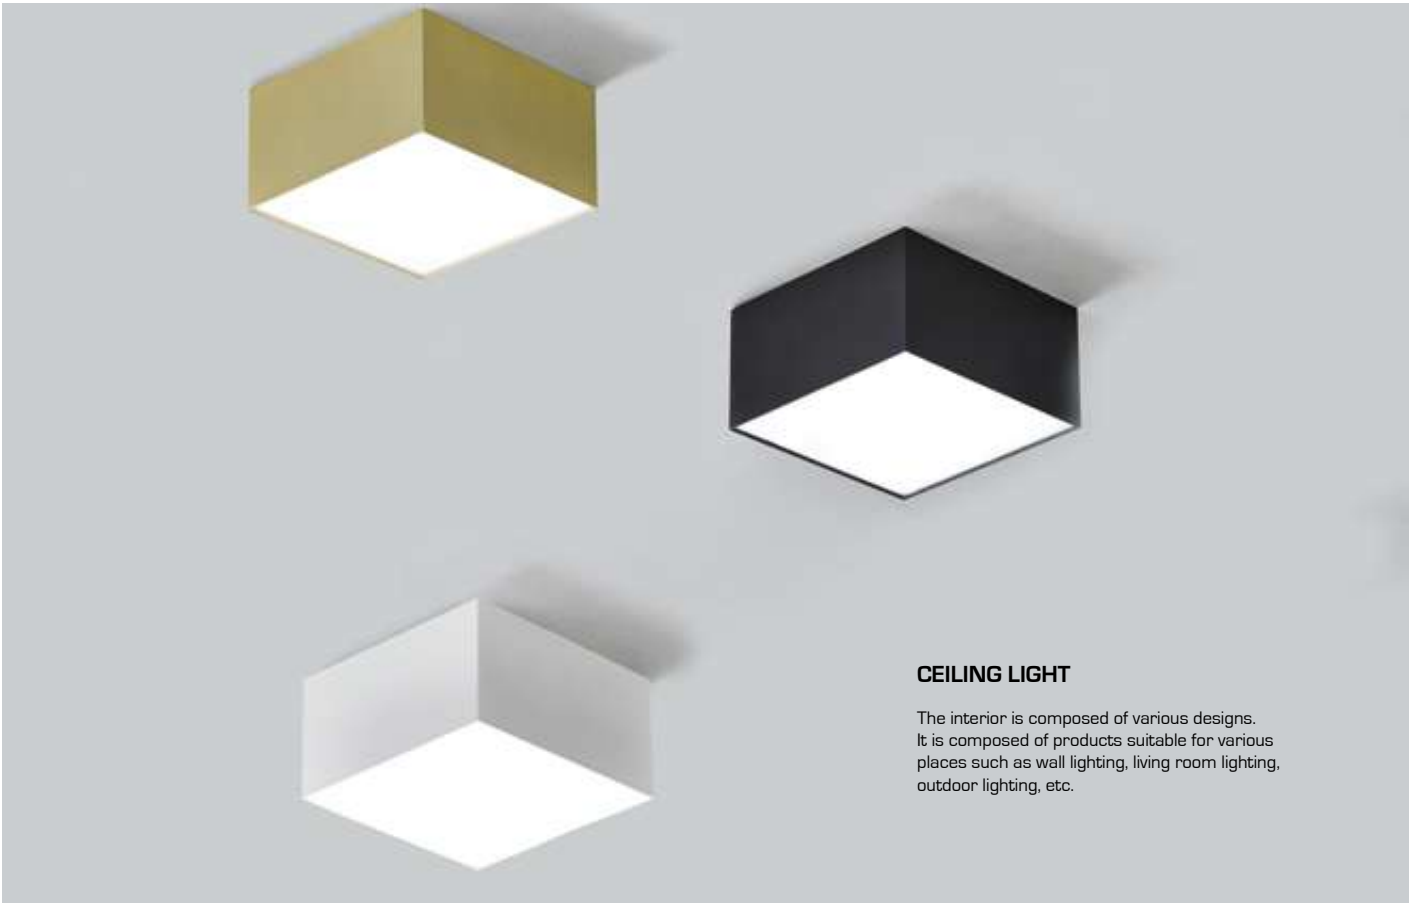 CEILING LIGHT
The interior is composed of various designs.
It is composed of products suitable for various
places such as wall lighting, living room lighting,
outdoor lighting, etc.